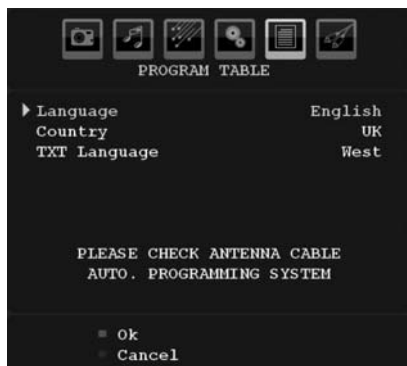 PROGRAM TABLE
Language English
Country UK
TXT Language West
PLEASE CHECK ANTENNA CABLE
AUTO. PROGRAMMING SYSTEM
Ok
Cancel